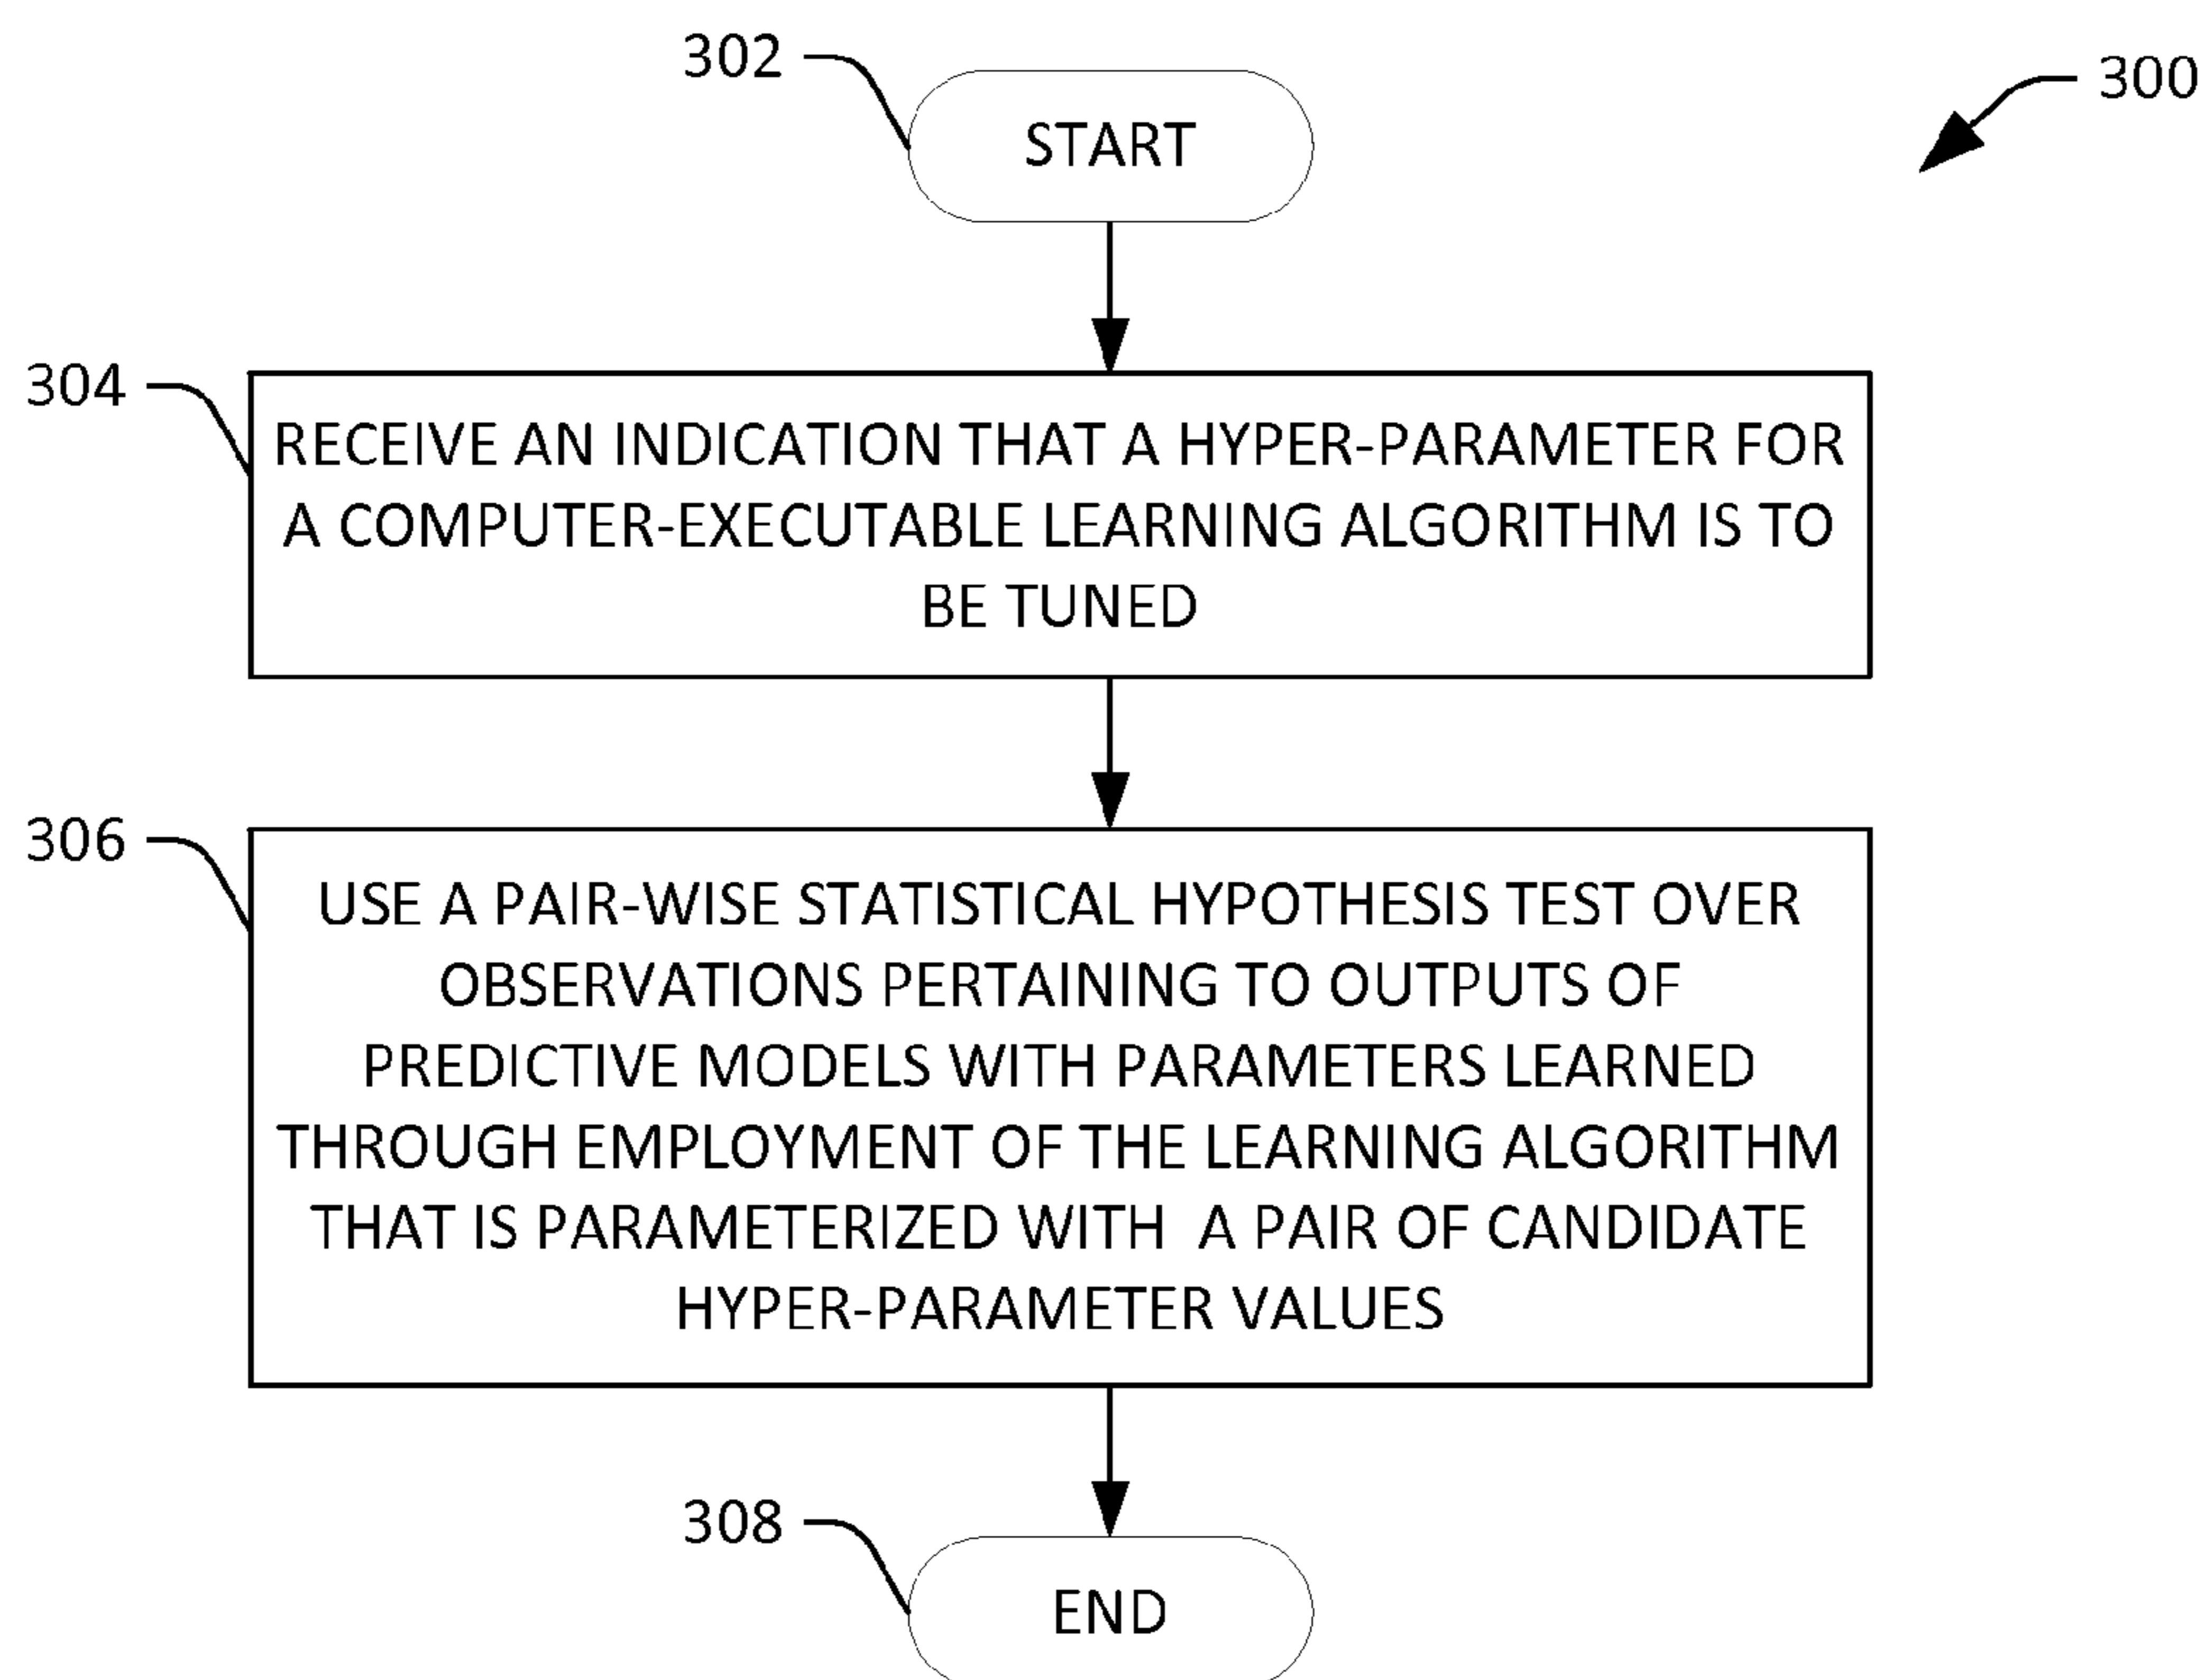 302
START
300
304
RECEIVE AN INDICATION THAT A HYPER-PARAMETER FOR
A COMPUTER-EXECUTABLE LEARNING ALGORITHM IS TO
BE TUNED
306
USE A PAIR-WISE STATISTICAL HYPOTHESIS TEST OVER
OBSERVATIONS PERTAINING TO OUTPUTS OF
PREDICTIVE MODELS WITH PARAMETERS LEARNED
THROUGH EMPLOYMENT OF THE LEARNING ALGORITHM
THAT IS PARAMETERIZED WITH A PAIR OF CANDIDATE
HYPER-PARAMETER VALUES
308
END